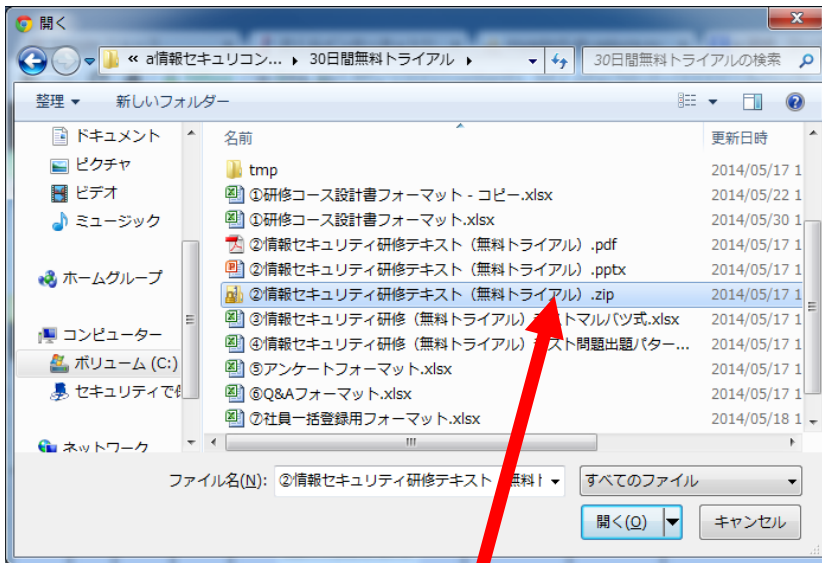 開く
« a情報セキュリコン... ▸ 30日間無料トライアル ▸
30日間無料トライアルの検索
整理 ▼ 新しいフォルダー
ドキュメント
ピクチャ
ビデオ
ミュージック
ホームグループ
コンピューター
ボリューム (C:)
セキュリティで
ネットワーク
名前 更新日時
tmp 2014/05/17 1
①研修コース設計書フォーマット - コピー.xlsx 2014/05/22 1
①研修コース設計書フォーマット.xlsx 2014/05/30 1
②情報セキュリティ研修テキスト（無料トライアル）.pdf 2014/05/17 1
②情報セキュリティ研修テキスト（無料トライアル）.pptx 2014/05/17 1
②情報セキュリティ研修テキスト（無料トライアル）.zip 2014/05/17 1
③情報セキュリティ研修（無料トライアル） ストマルバツ式.xlsx 2014/05/17 1
④情報セキュリティ研修（無料トライアル） スト問題出題パター... 2014/05/17 1
⑤アンケートフォーマット.xlsx 2014/05/17 1
⑥Q&Aフォーマット.xlsx 2014/05/17 1
⑦社員一括登録用フォーマット.xlsx 2014/05/18 1
ファイル名(N): ②情報セキュリティ研修テキスト 無料 すべてのファイル
開く(O) キャンセル